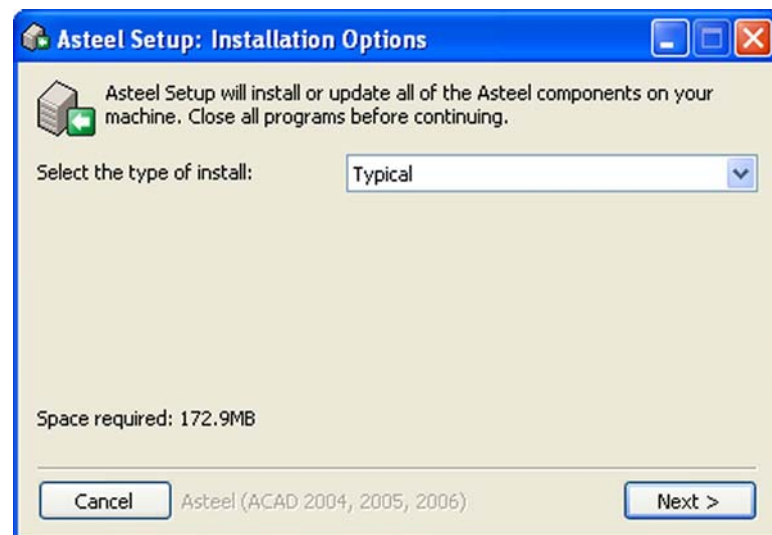 Asteel Setup: Installation Options
Asteel Setup will install or update all of the Asteel components on your
machine. Close all programs before continuing.
Select the type of install: Typical
Space required: 172.9MB
Cancel Asteel (ACAD 2004, 2005, 2006) Next >